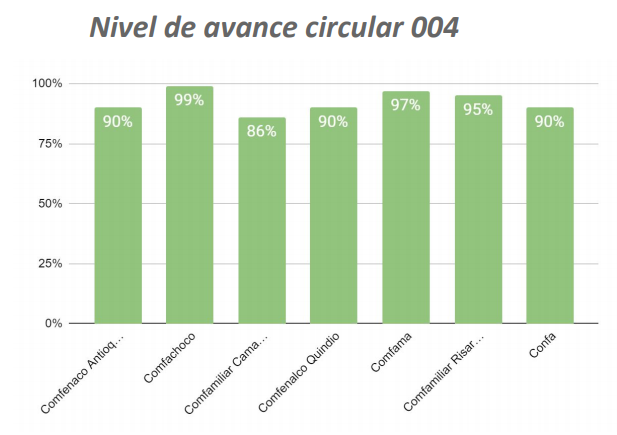 Nivel de avance circular 004
100%
75%
50%
25%
0%
90%
99%
86%
90%
97%
95%
90%
Comfenaco Antioq...
Comfachoco
Comfamiliar Cama...
Comfenalco Quindio
Comfama
Comfamiliar Risar...
Confa